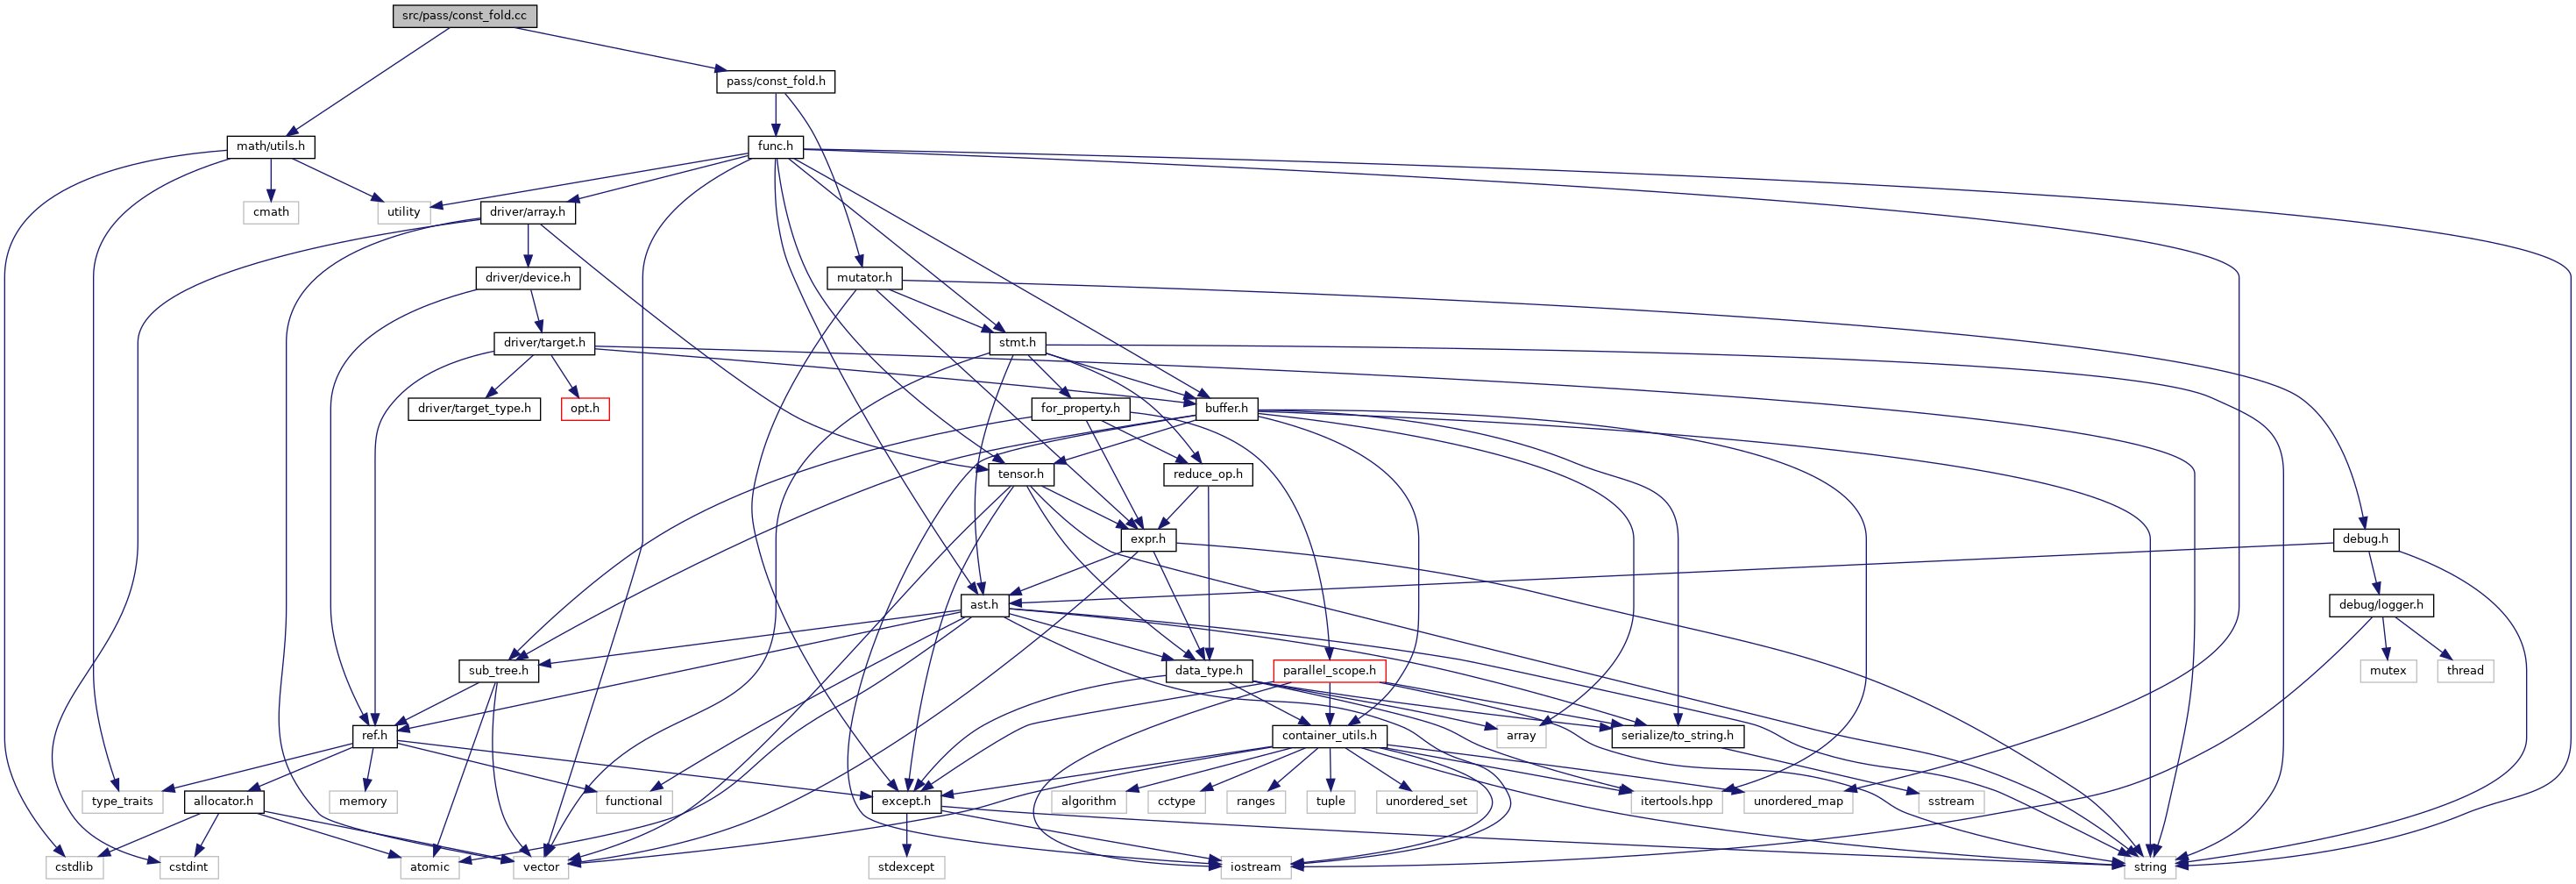 src/pass/const_fold.cc
pass/const_fold.h
math/utils.h
func.h
cmath
utility
driver/array.h
driver/device.h
mutator.h
driver/target.h
stmt.h
driver/target_type.h
opt.h
for_property.h
buffer.h
tensor.h
reduce_op.h
expr.h
debug.h
ast.h
debug/logger.h
sub_tree.h
data_type.h
parallel_scope.h
mutex
thread
ref.h
container_utils.h
array
serialize/to_string.h
type_traits
allocator.h
memory
functional
except.h
algorithm
cctype
ranges
tuple
unordered_set
itertools.hpp
unordered_map
sstream
cstdlib
cstdint
atomic
vector
stdexcept
iostream
string